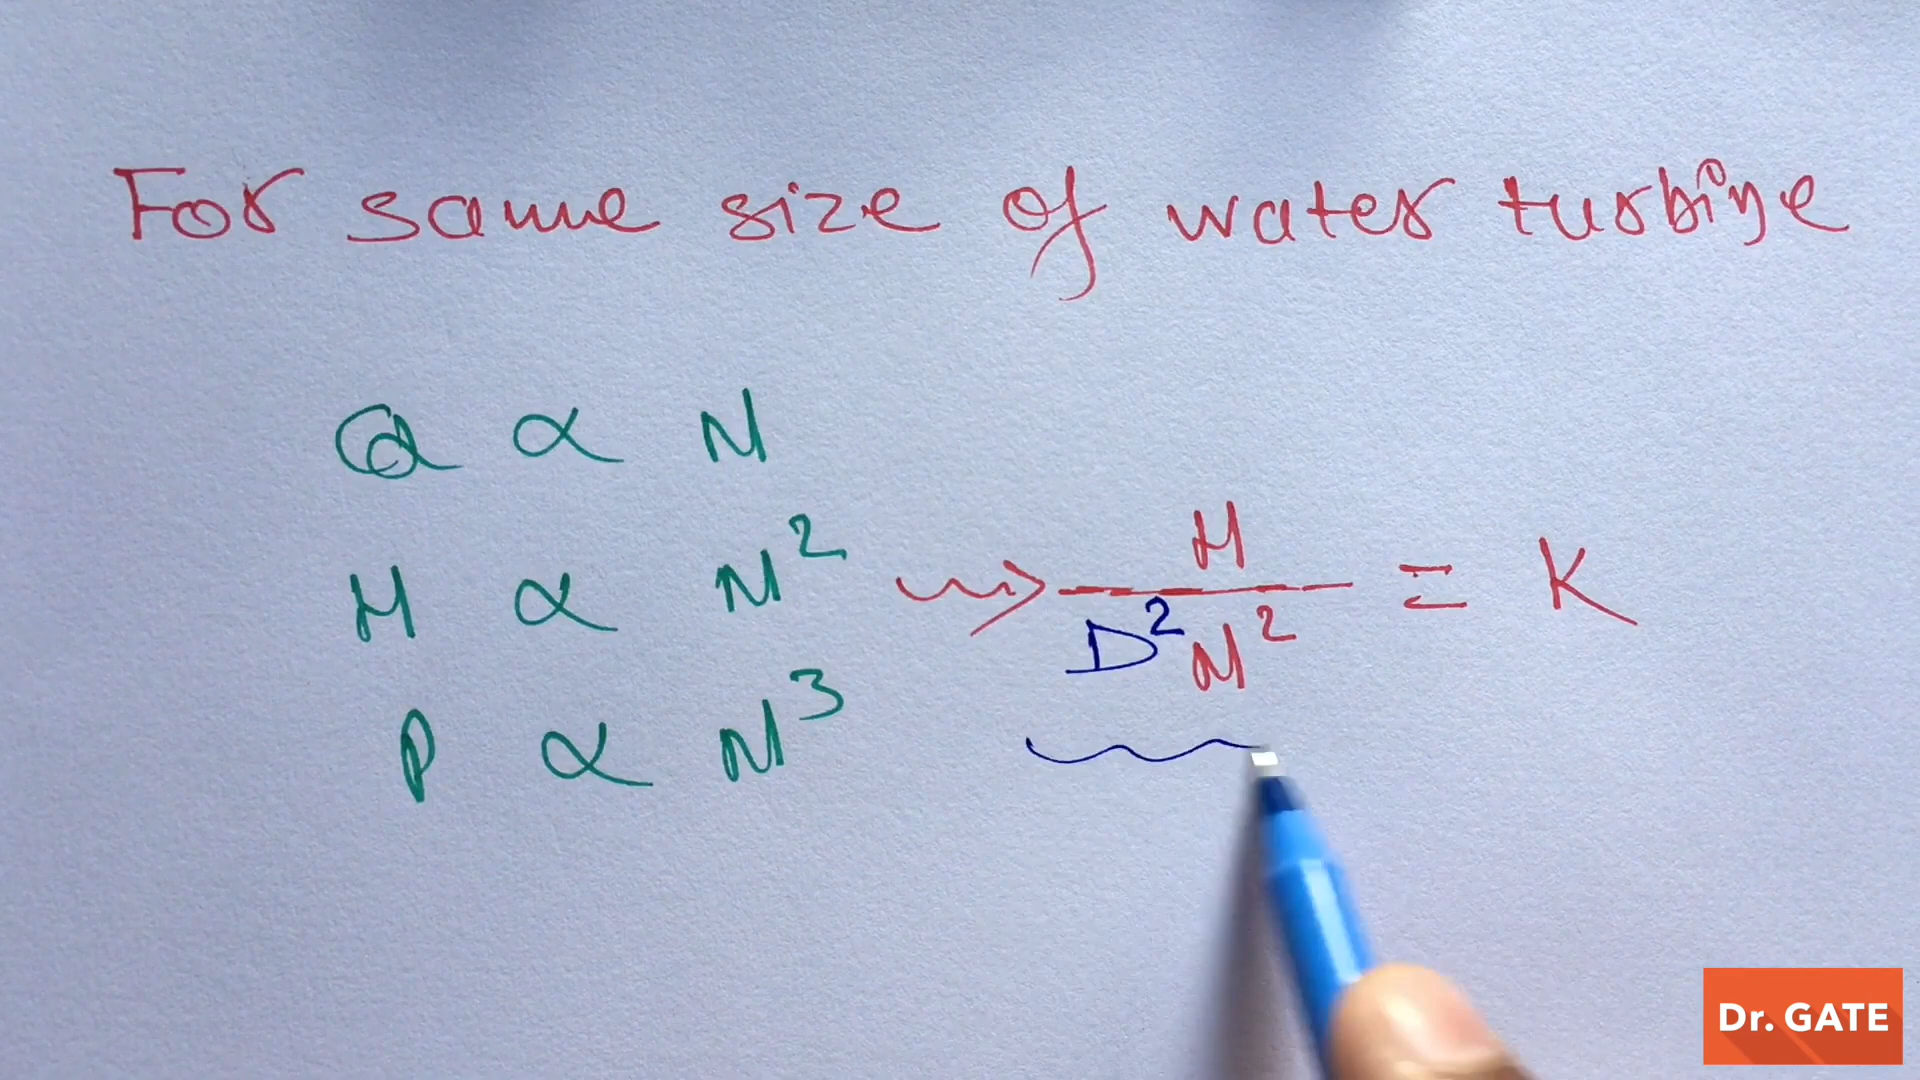 For same size of water turbine
Q ∝ N
H ∝ N² → H / D²N² = K
P ∝ N³
Dr. GATE